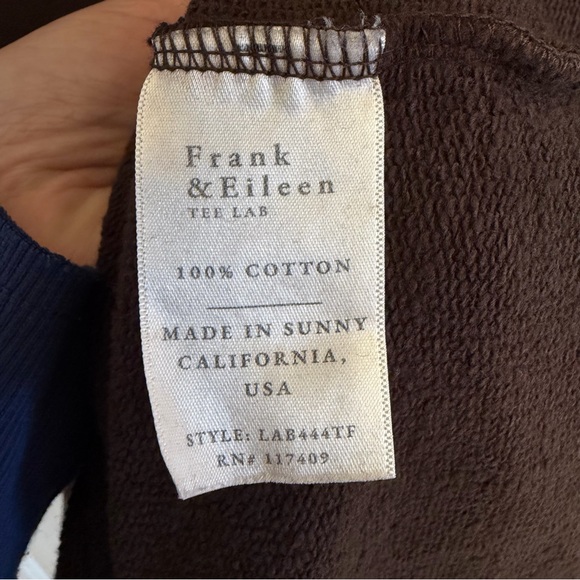 Frank
& Eileen
TEE LAB
100% COTTON
MADE IN SUNNY
CALIFORNIA,
USA
STYLE: LAB444TF
RN# 117409